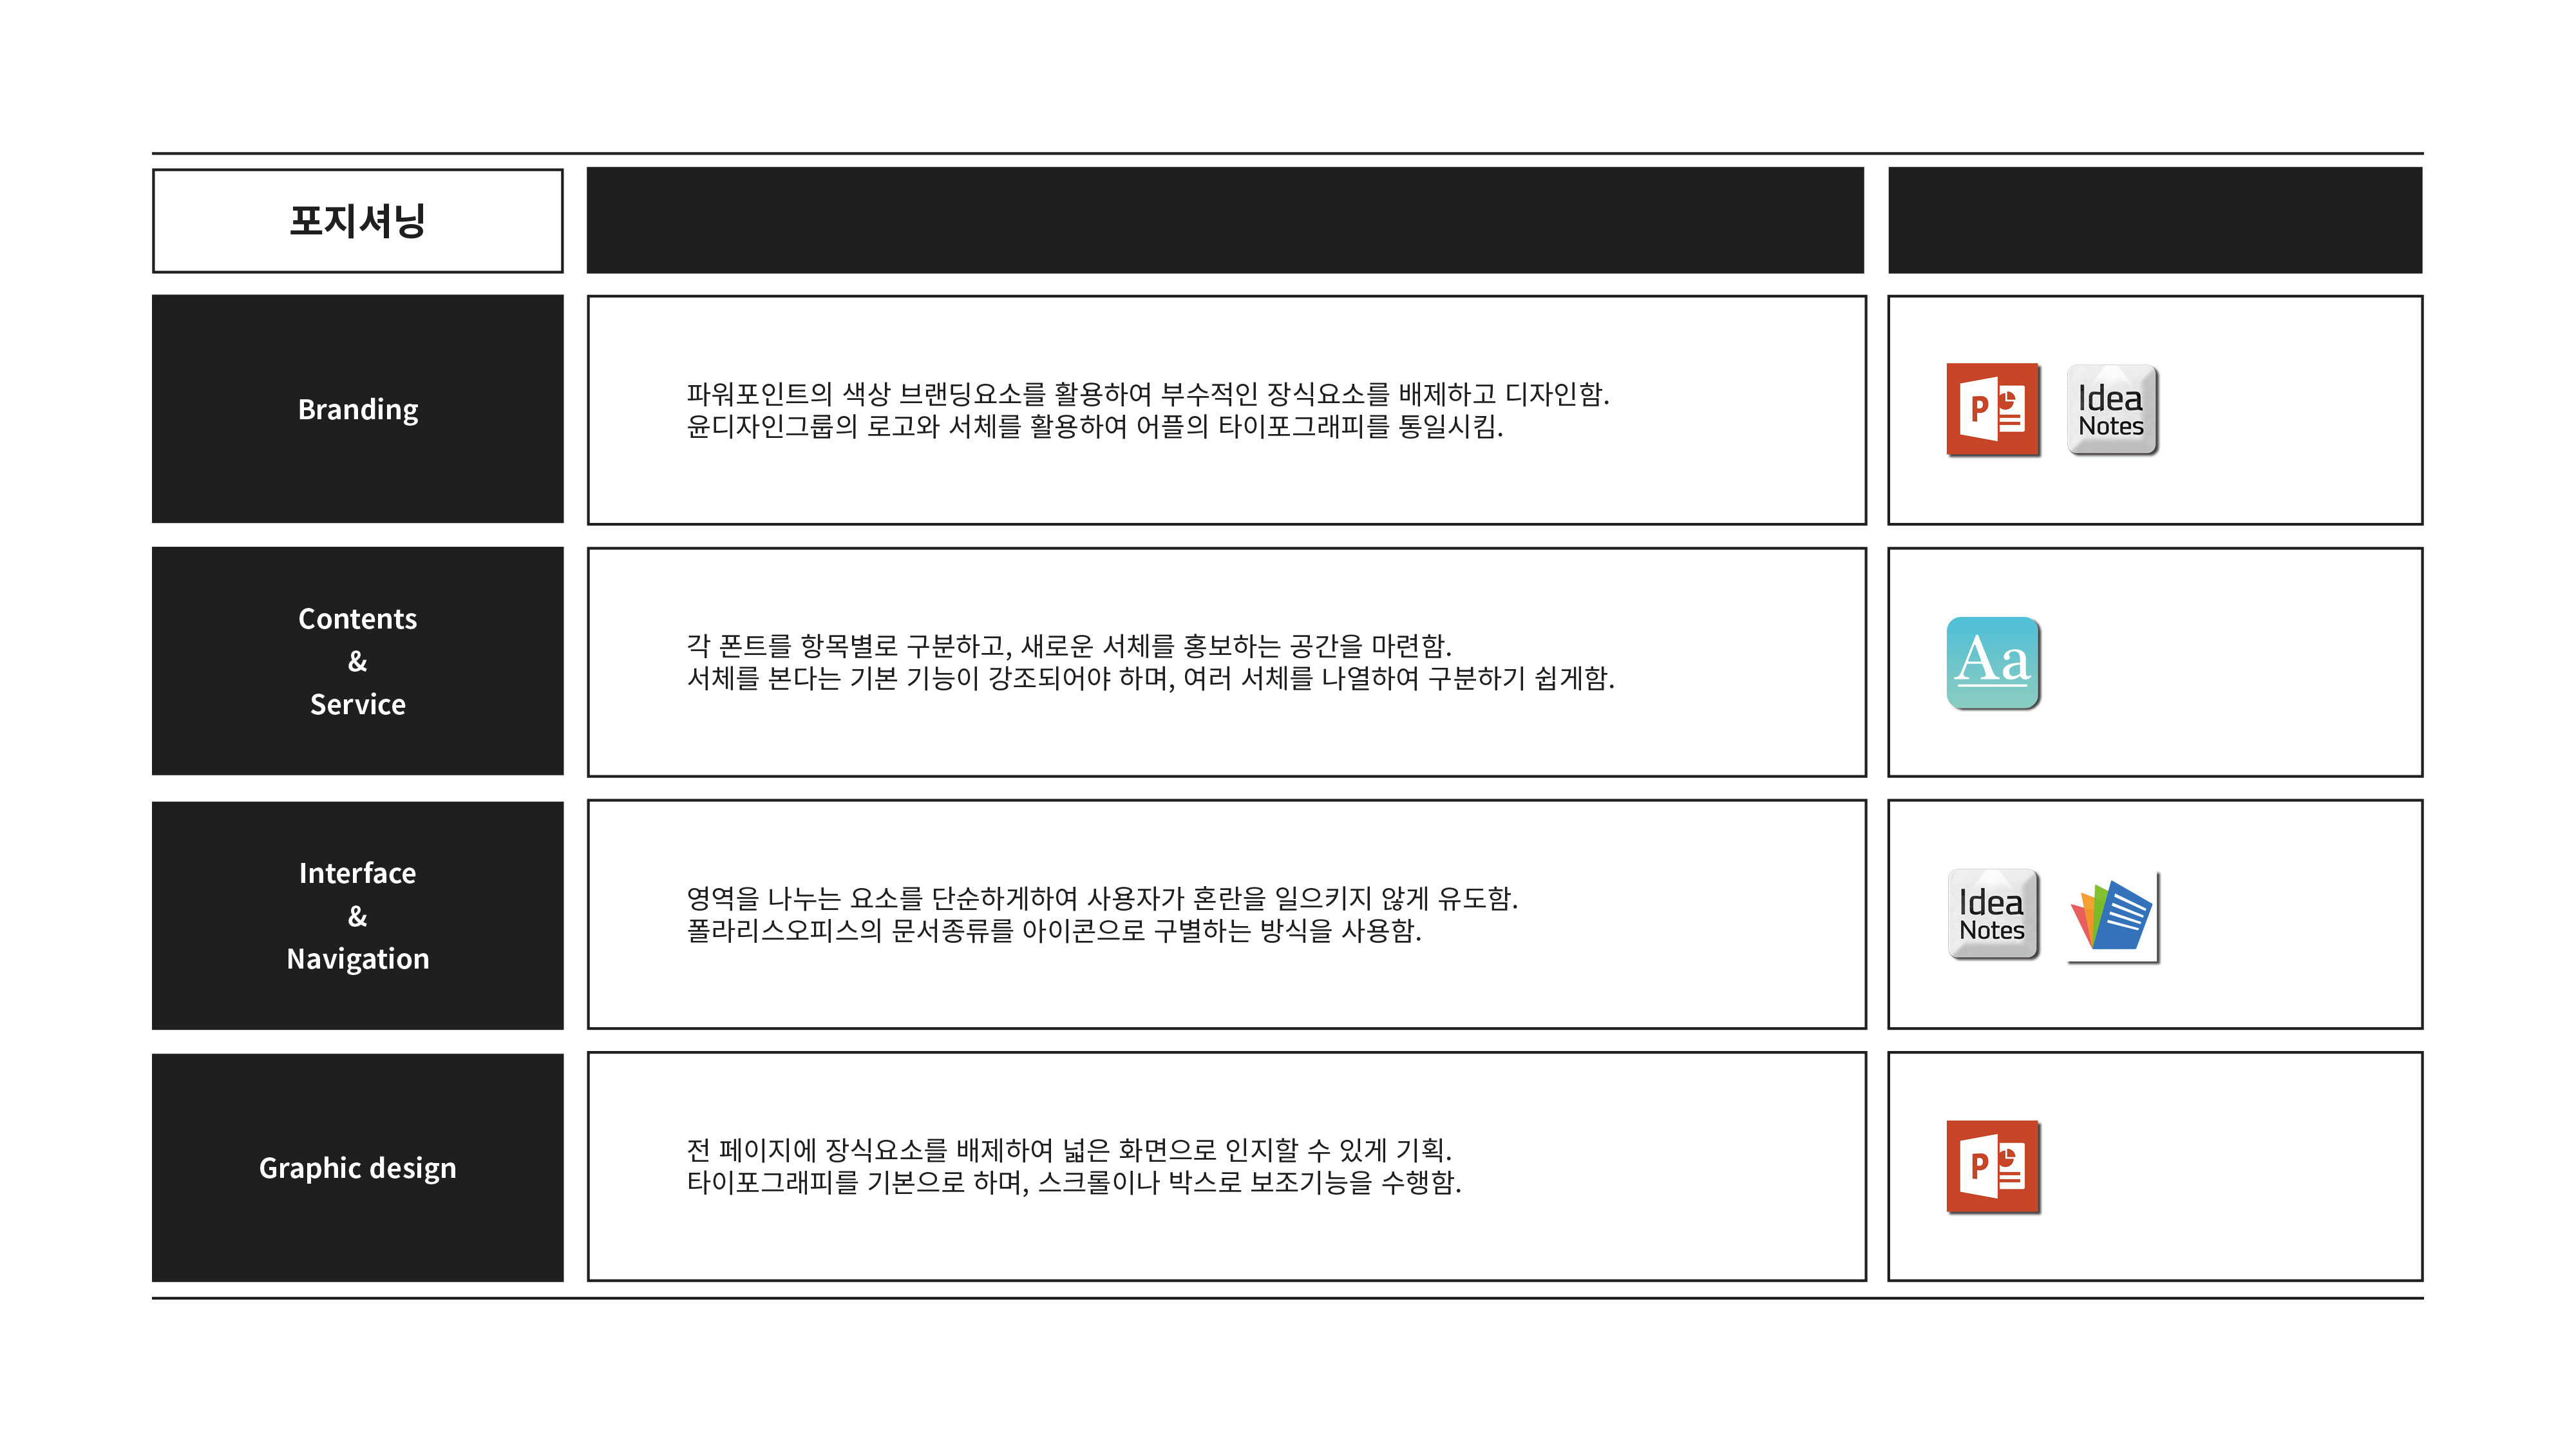 포지셔닝
Branding
파워포인트의 색상 브랜딩요소를 활용하여 부수적인 장식요소를 배제하고 디자인함.
윤디자인그룹의 로고와 서체를 활용하여 어플의 타이포그래피를 통일시킴.
P
Idea
Notes
Contents
&
Service
각 폰트를 항목별로 구분하고, 새로운 서체를 홍보하는 공간을 마련함.
서체를 본다는 기본 기능이 강조되어야 하며, 여러 서체를 나열하여 구분하기 쉽게함.
Aa
Interface
&
Navigation
영역을 나누는 요소를 단순하게하여 사용자가 혼란을 일으키지 않게 유도함.
폴라리스오피스의 문서종류를 아이콘으로 구별하는 방식을 사용함.
Idea
Notes
Graphic design
전 페이지에 장식요소를 배제하여 넓은 화면으로 인지할 수 있게 기획.
타이포그래피를 기본으로 하며, 스크롤이나 박스로 보조기능을 수행함.
P